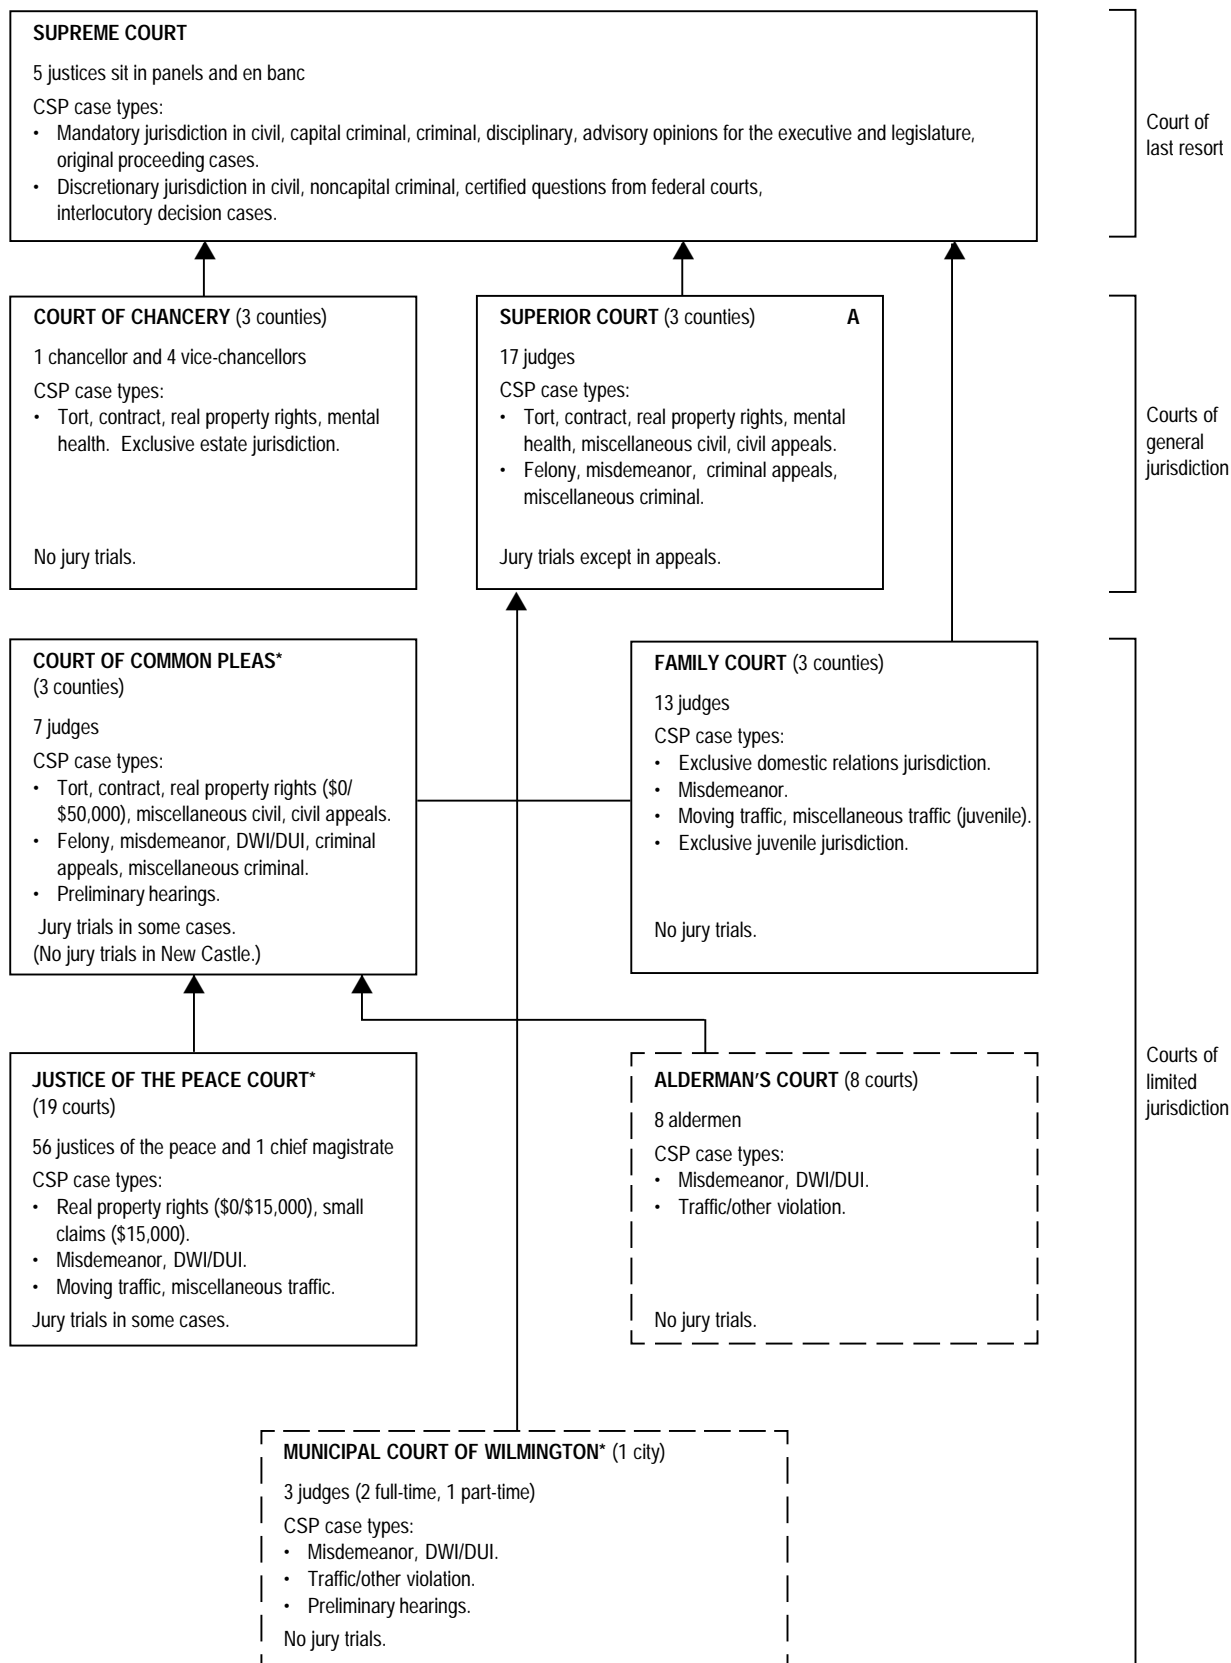 SUPREME COURT
5 justices sit in panels and en banc
CSP case types:
• Mandatory jurisdiction in civil, capital criminal, criminal, disciplinary, advisory opinions for the executive and legislature,
original proceeding cases.
• Discretionary jurisdiction in civil, noncapital criminal, certified questions from federal courts,
interlocutory decision cases.
Court of
last resort
COURT OF CHANCERY (3 counties)
1 chancellor and 4 vice-chancellors
CSP case types:
• Tort, contract, real property rights, mental
health. Exclusive estate jurisdiction.
No jury trials.
SUPERIOR COURT (3 counties) A
17 judges
CSP case types:
• Tort, contract, real property rights, mental
health, miscellaneous civil, civil appeals.
• Felony, misdemeanor, criminal appeals,
miscellaneous criminal.
Jury trials except in appeals.
Courts of
general
jurisdiction
COURT OF COMMON PLEAS*
(3 counties)
7 judges
CSP case types:
• Tort, contract, real property rights ($0/
$50,000), miscellaneous civil, civil appeals.
• Felony, misdemeanor, DWI/DUI, criminal
appeals, miscellaneous criminal.
• Preliminary hearings.
Jury trials in some cases.
(No jury trials in New Castle.)
FAMILY COURT (3 counties)
13 judges
CSP case types:
• Exclusive domestic relations jurisdiction.
• Misdemeanor.
• Moving traffic, miscellaneous traffic (juvenile).
• Exclusive juvenile jurisdiction.
No jury trials.
JUSTICE OF THE PEACE COURT*
(19 courts)
56 justices of the peace and 1 chief magistrate
CSP case types:
• Real property rights ($0/$15,000), small
claims ($15,000).
• Misdemeanor, DWI/DUI.
• Moving traffic, miscellaneous traffic.
Jury trials in some cases.
ALDERMAN'S COURT (8 courts)
8 aldermen
CSP case types:
• Misdemeanor, DWI/DUI.
• Traffic/other violation.
No jury trials.
Courts of
limited
jurisdiction
MUNICIPAL COURT OF WILMINGTON* (1 city)
3 judges (2 full-time, 1 part-time)
CSP case types:
• Misdemeanor, DWI/DUI.
• Traffic/other violation.
• Preliminary hearings.
No jury trials.